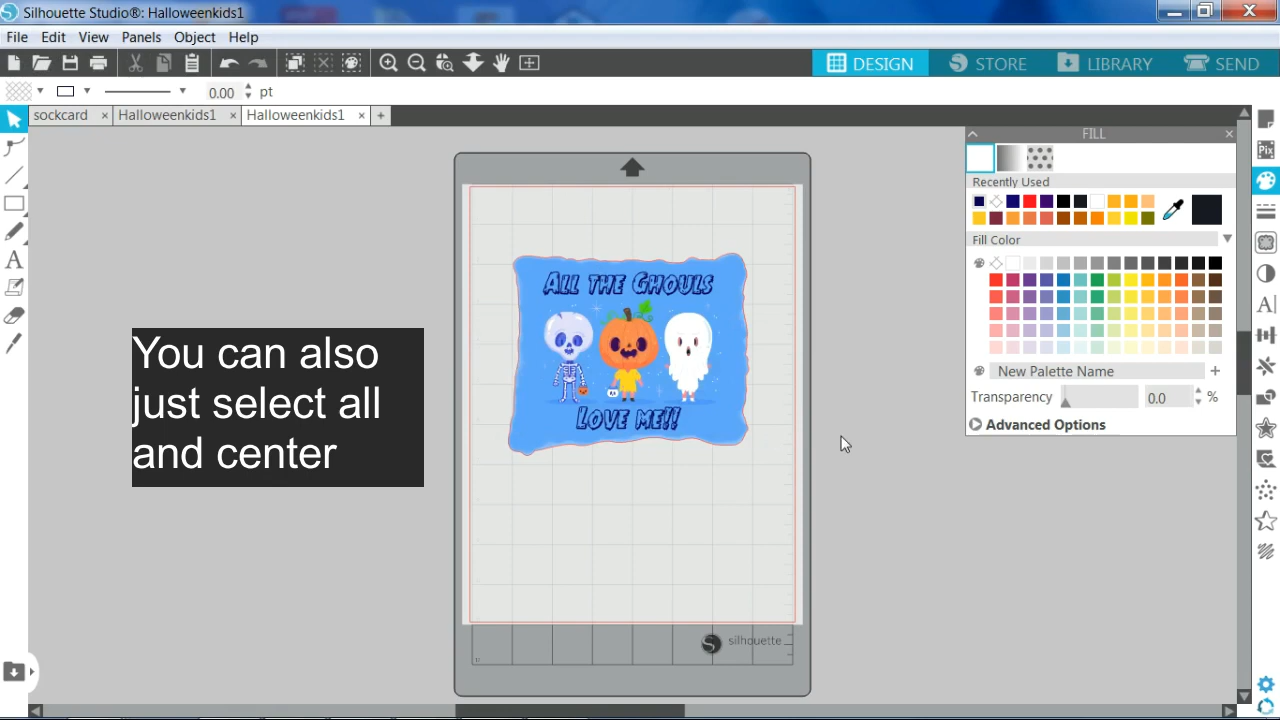 Silhouette Studio®: Halloweenkids1
File Edit View Panels Object Help
DESIGN STORE LIBRARY SEND
0.00 pt
sockcard × Halloweenkids1 × Halloweenkids1 × +
FILL
Pix
Recently Used
Fill Color
New Palette Name +
Transparency 0.0 %
Advanced Options
ALL THE GHOULS
LOVE ME!!
You can also
just select all
and center
silhouette